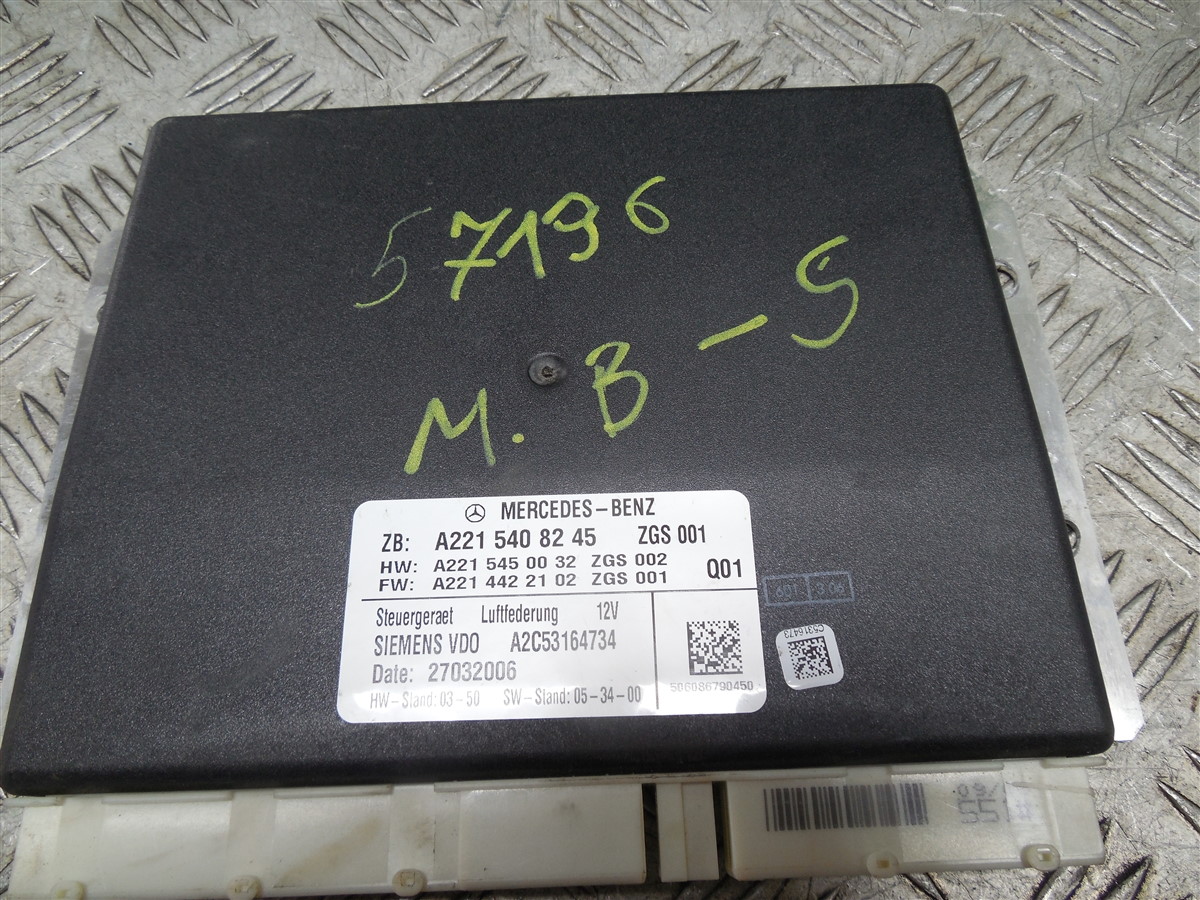 57196
M. B - S
MERCEDES-BENZ
ZB: A221 540 82 45 ZGS 001
HW: A221 545 00 32 ZGS 002
FW: A221 442 21 02 ZGS 001 Q01
Steuergeraet Luftfederung 12V
SIEMENS VDO A2C53164734
Date: 27032006
HW-Stand: 03-50 SW-Stand: 05-34-00
506086790450
C5316473